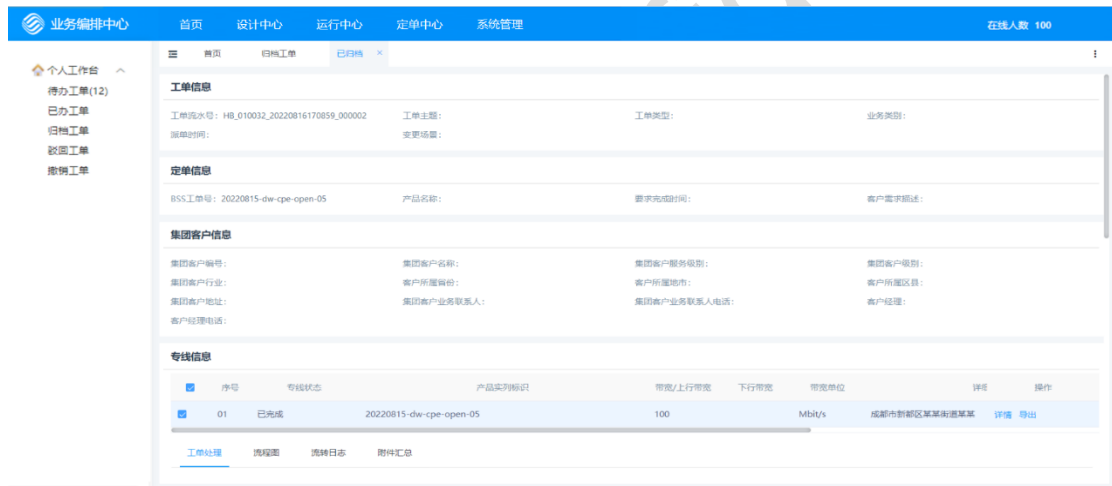 业务编排中心 首页 设计中心 运行中心 定单中心 系统管理 在线人数 100
首页 归档工单 已归档 ×
个人工作台
待办工单(12)
已办工单
归档工单
驳回工单
撤销工单
工单信息
工单流水号: HB_010032_20220816170859_000002 工单主题: 工单类型: 业务类别:
派单时间: 变更场景:
定单信息
BSS工单号: 20220815-dw-cpe-open-05 产品名称: 要求完成时间: 客户需求描述:
集团客户信息
集团客户编号: 集团客户名称: 集团客户服务级别: 集团客户级别:
集团客户行业: 客户所属省份: 客户所属地市: 客户所属区县:
集团客户地址: 集团客户业务联系人: 集团客户业务联系人电话: 客户经理:
客户经理电话:
专线信息
序号 专线状态 产品实列标识 带宽/上行带宽 下行带宽 带宽单位 操作
01 已完成 20220815-dw-cpe-open-05 100 Mbit/s 成都市新都区某某街道某某 详情 导出
工单处理 流程图 流转日志 附件汇总